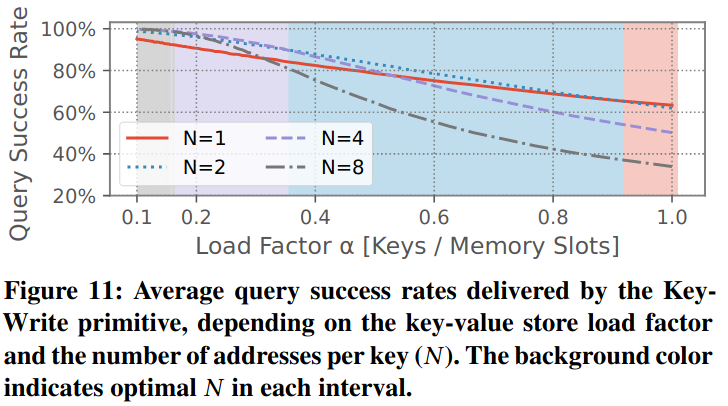 Query Success Rate
100%
80%
60%
40%
20%
N=1
N=2
N=4
N=8
0.1
0.2
0.4
0.6
0.8
1.0
Load Factor α [Keys / Memory Slots]
Figure 11: Average query success rates delivered by the Key-
Write primitive, depending on the key-value store load factor
and the number of addresses per key (N). The background color
indicates optimal N in each interval.